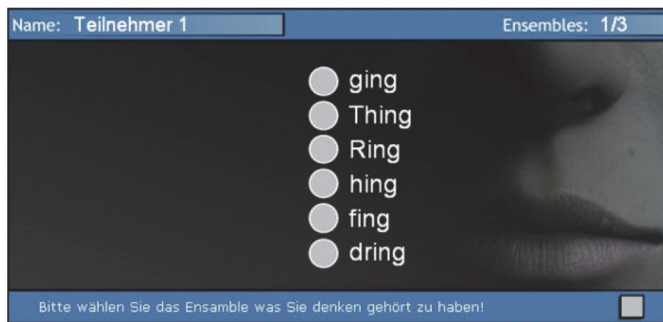 Name: Teilnehmer 1 Ensembles: 1/3
ging
Thing
Ring
hing
fing
dring
Bitte wählen Sie das Ensamble was Sie denken gehört zu haben!